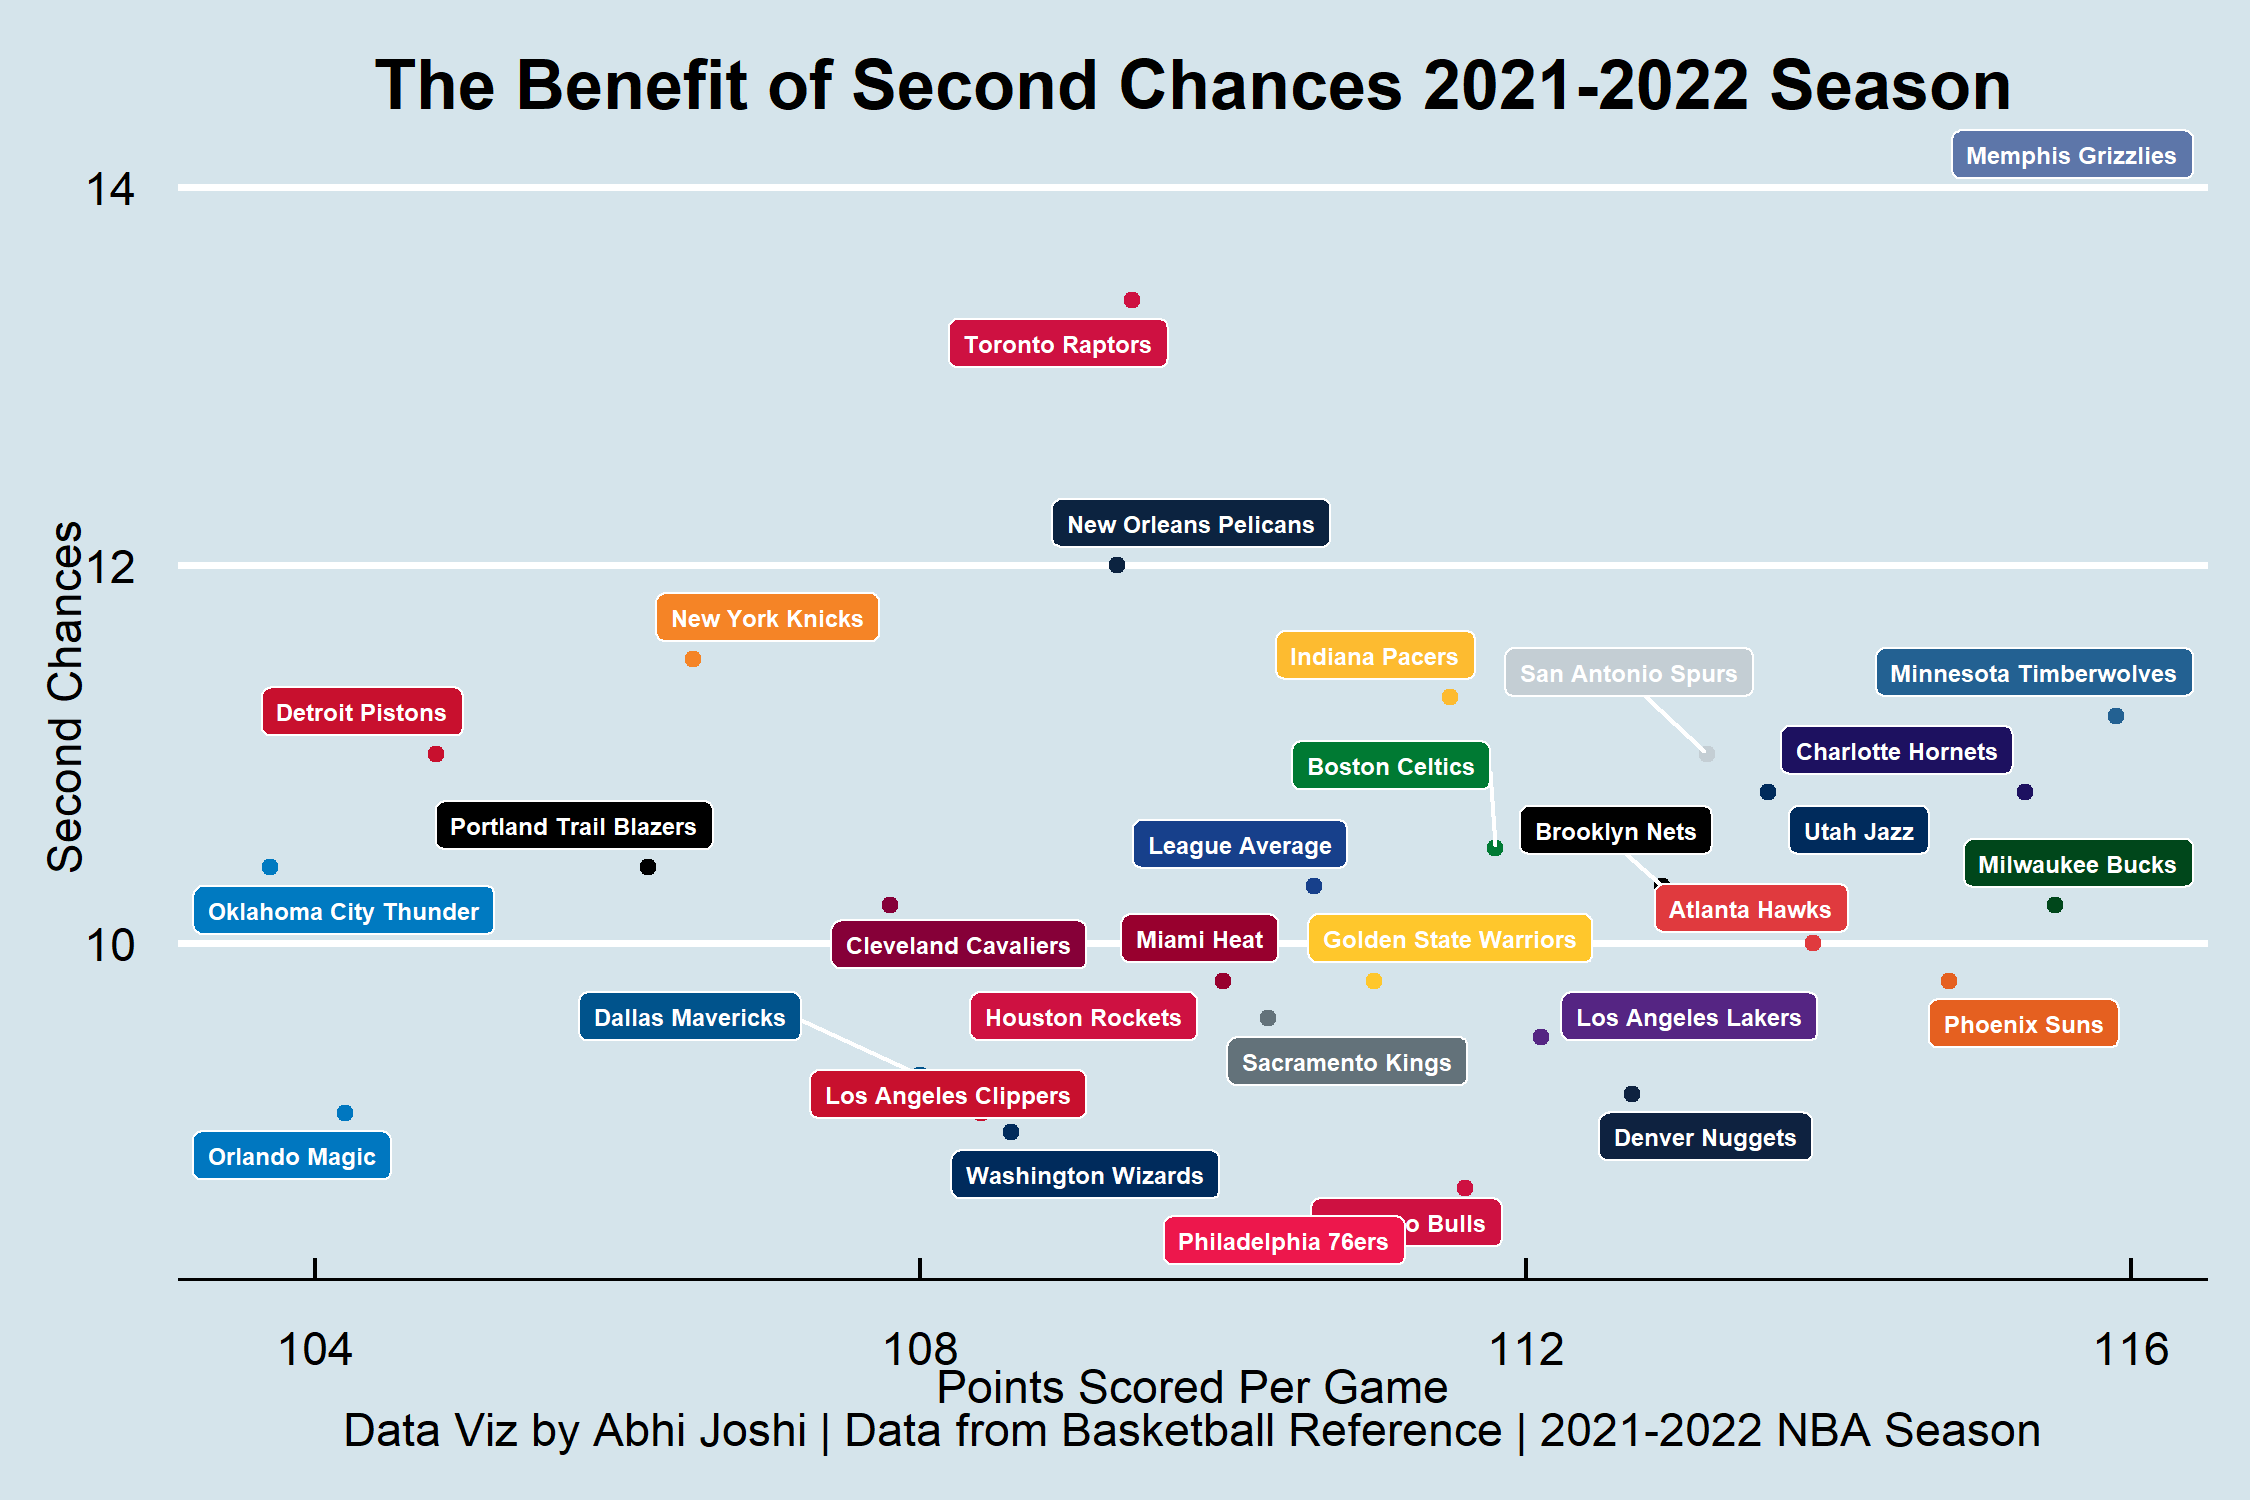 The Benefit of Second Chances 2021-2022 Season
Memphis Grizzlies
14
Toronto Raptors
New Orleans Pelicans
12
New York Knicks
Indiana Pacers
San Antonio Spurs
Minnesota Timberwolves
Second Chances
Detroit Pistons
Charlotte Hornets
Boston Celtics
Portland Trail Blazers
Brooklyn Nets
Utah Jazz
League Average
Milwaukee Bucks
Oklahoma City Thunder
Atlanta Hawks
10
Cleveland Cavaliers
Miami Heat
Golden State Warriors
Dallas Mavericks
Houston Rockets
Los Angeles Lakers
Phoenix Suns
Sacramento Kings
Los Angeles Clippers
Denver Nuggets
Orlando Magic
Washington Wizards
Bulls
Philadelphia 76ers
104
108
112
116
Points Scored Per Game
Data Viz by Abhi Joshi | Data from Basketball Reference | 2021-2022 NBA Season